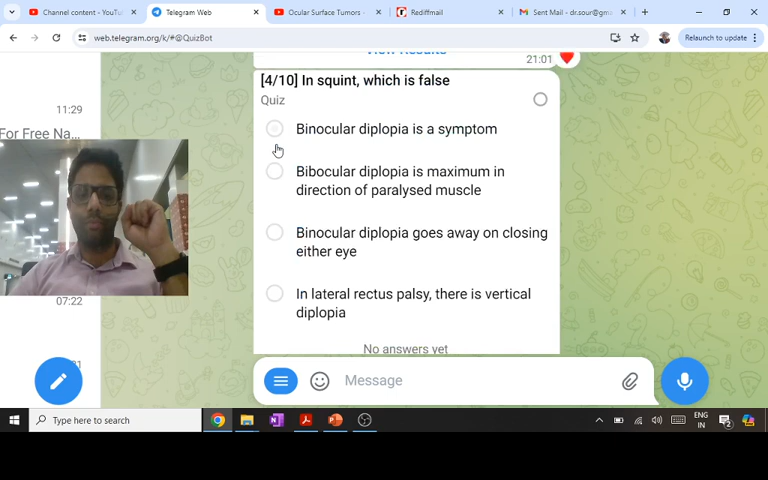 Channel content - YouTu
Telegram Web
Ocular Surface Tumors -
Rediffmail
Sent Mail - dr.sour@gma
web.telegram.org/k/#@QuizBot
Relaunch to update
View Results
21:01
11:29
For Free Na...
07:22
[4/10] In squint, which is false
Quiz
Binocular diplopia is a symptom
Bibocular diplopia is maximum in
direction of paralysed muscle
Binocular diplopia goes away on closing
either eye
In lateral rectus palsy, there is vertical
diplopia
No answers yet
Message
Type here to search
ENG
IN
2